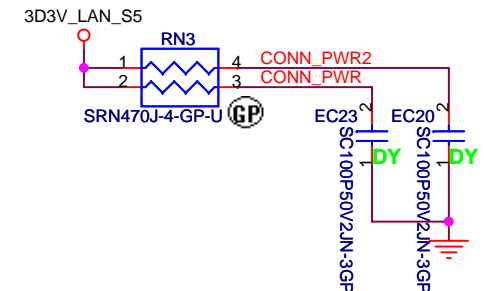 3D3V_LAN_S5
RN3
1
4
CONN_PWR2
2
3
CONN_PWR
SRN470J-4-GP-U
GP
EC23
2
EC20
2
SC100P50V2JN-3GP
DY
SC100P50V2JN-3GP
DY
1
1